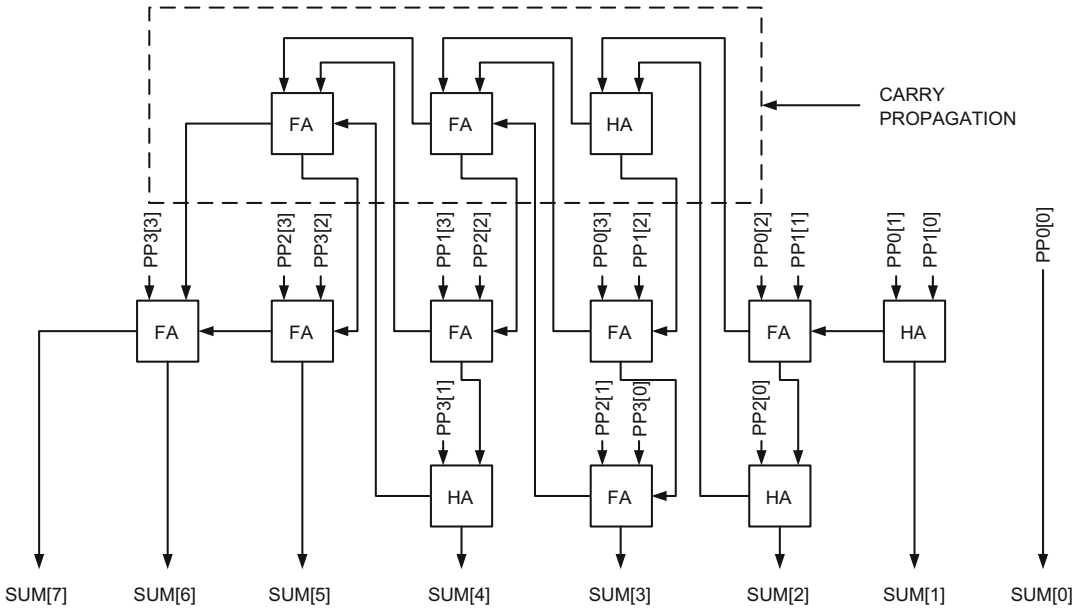 FA
FA
HA
CARRY
PROPAGATION
PP3[3]
PP2[3]
PP3[2]
PP1[3]
PP2[2]
PP0[3]
PP1[2]
PP0[2]
PP1[1]
PP0[1]
PP1[0]
PP0[0]
FA
FA
FA
FA
FA
HA
PP3[1]
PP2[1]
PP3[0]
PP2[0]
HA
FA
HA
SUM[7]
SUM[6]
SUM[5]
SUM[4]
SUM[3]
SUM[2]
SUM[1]
SUM[0]